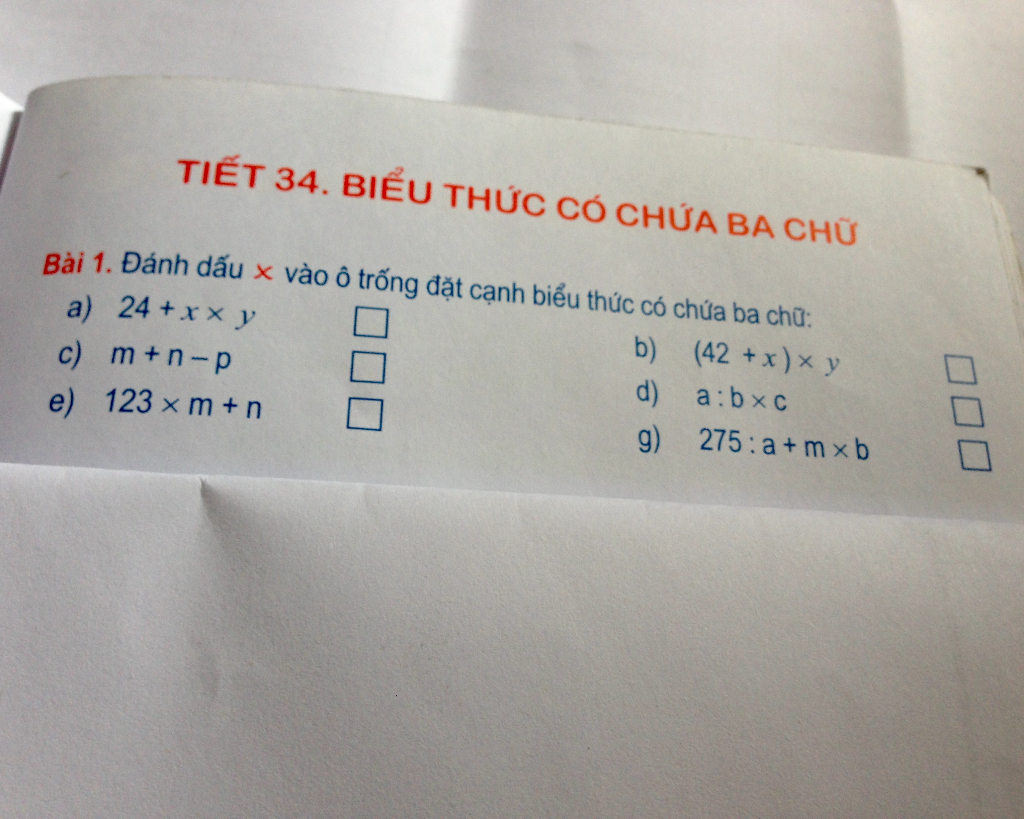 TIẾT 34. BIỂU THỨC CÓ CHỨA BA CHỮ
Bài 1. Đánh dấu × vào ô trống đặt cạnh biểu thức có chứa ba chữ:
a) 24 + x × y □
b) (42 + x) × y □
c) m + n – p □
d) a : b × c □
e) 123 × m + n □
g) 275 : a + m × b □